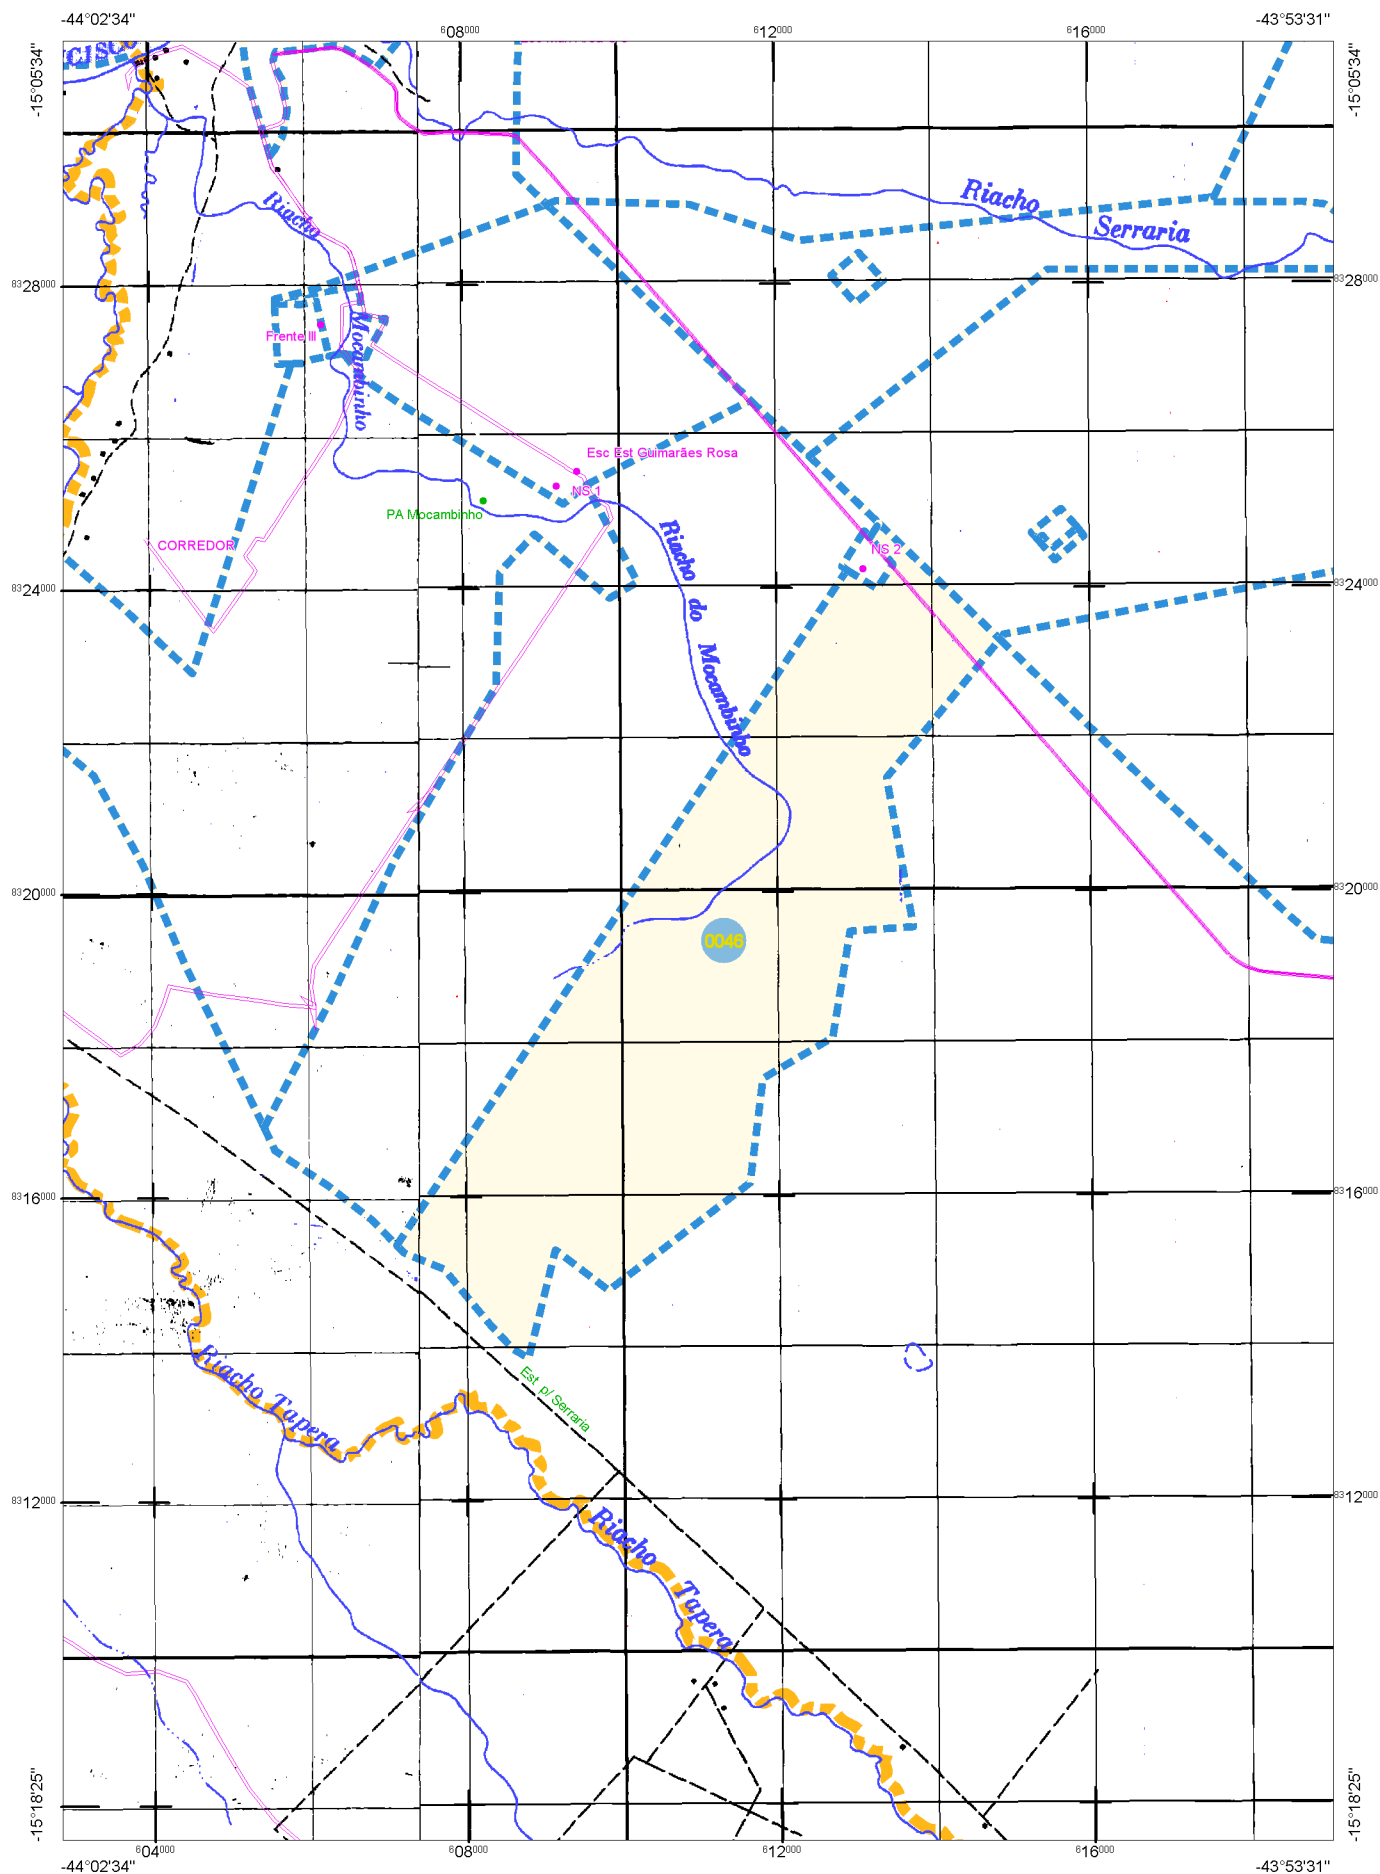 -44°02'34"
-43°53'31"
608000
612000
616000
-15°05'34"
-15°05'34"
CISCO
Riacho
Riacho
Serraria
8328000
8328000
Frente III
Mocambinho
Esc Est Guimarães Rosa
NS 1
PA Mocambinho
CORREDOR
Riacho do Mocambinho
NS 2
8324000
8324000
8320000
8320000
0046
8316000
8316000
Riacho Tapera
Est p/ Serraria
8312000
8312000
Riacho
Tapera
-15°18'25"
-15°18'25"
604000
608000
612000
616000
-44°02'34"
-43°53'31"